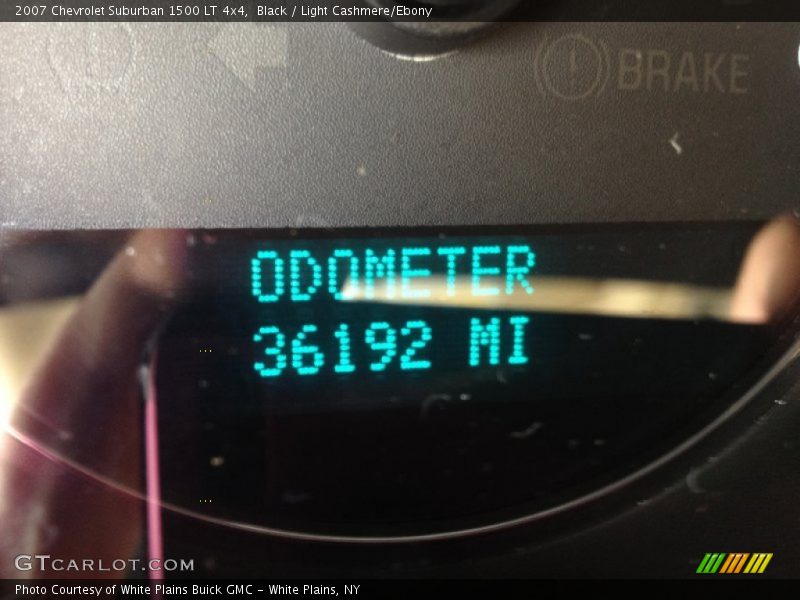 2007 Chevrolet Suburban 1500 LT 4x4,  Black / Light Cashmere/Ebony
BRAKE
ODOMETER
36192 MI
GTCARLOT.COM
Photo Courtesy of White Plains Buick GMC - White Plains, NY